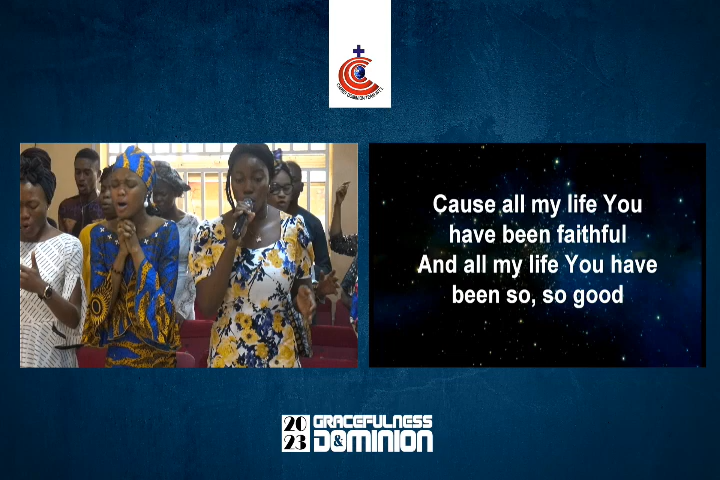 Cause all my life You
have been faithful
And all my life You have
been so, so good
20
23
GRACEFULNESS
& DOMINION